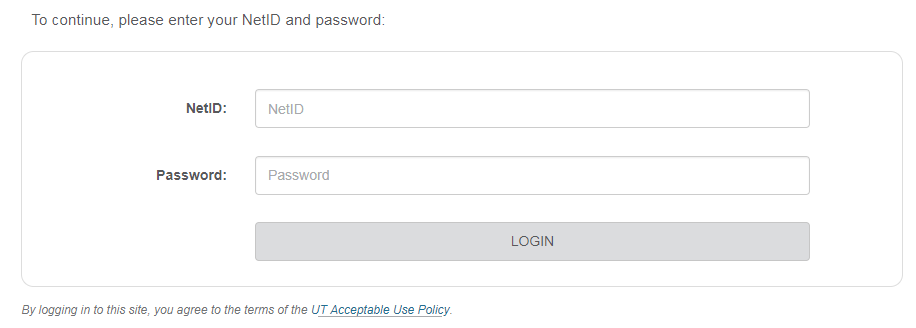 To continue, please enter your NetID and password:
NetID: NetID
Password: Password
LOGIN
By logging in to this site, you agree to the terms of the UT Acceptable Use Policy.